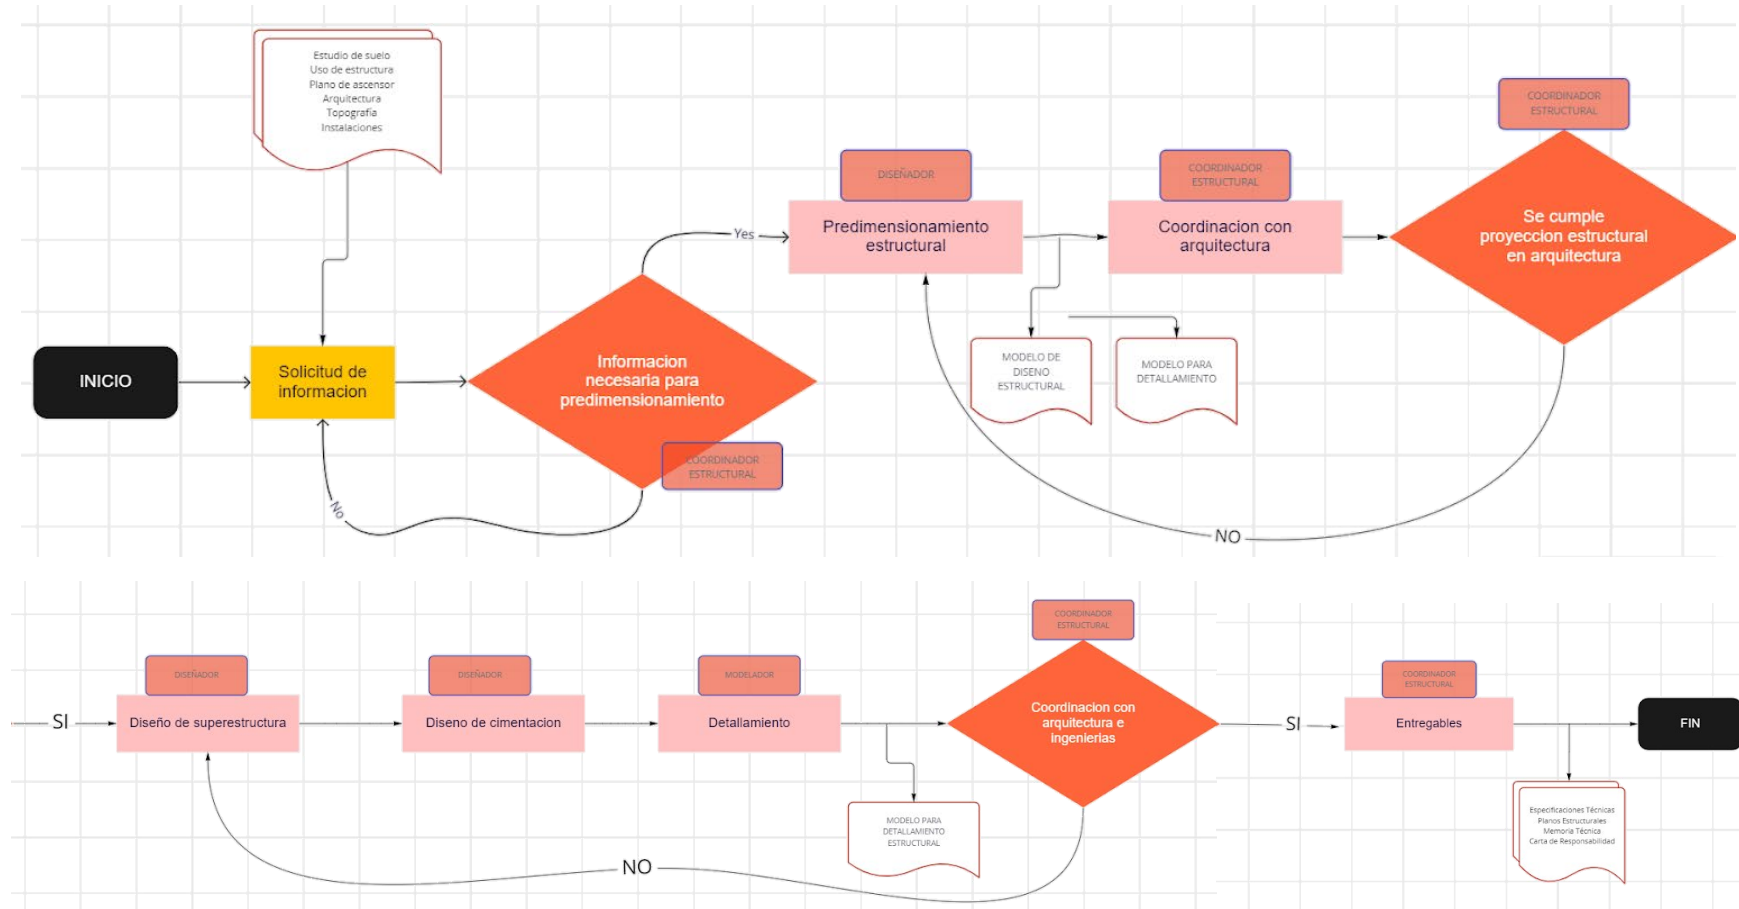 Estudio de suelo
Uso de estructura
Plano de ascensor
Arquitectura
Topografía
Instalaciones
INICIO
Solicitud de
informacion
Informacion
necesaria para
predimensionamiento
COORDINADOR
ESTRUCTURAL
No
Yes
DISEÑADOR
Predimensionamiento
estructural
MODELO DE
DISENO
ESTRUCTURAL
MODELO PARA
DETALLAMIENTO
COORDINADOR
ESTRUCTURAL
Coordinacion con
arquitectura
COORDINADOR
ESTRUCTURAL
Se cumple
proyeccion estructural
en arquitectura
NO
SI
DISEÑADOR
Diseño de superestructura
DISEÑADOR
Diseno de cimentacion
MODELADOR
Detallamiento
MODELO PARA
DETALLAMIENTO
ESTRUCTURAL
COORDINADOR
ESTRUCTURAL
Coordinacion con
arquitectura e
ingenierias
NO
SI
COORDINADOR
ESTRUCTURAL
Entregables
Especificaciones Técnicas
Planos Estructurales
Memoria Técnica
Carta de Responsabilidad
FIN